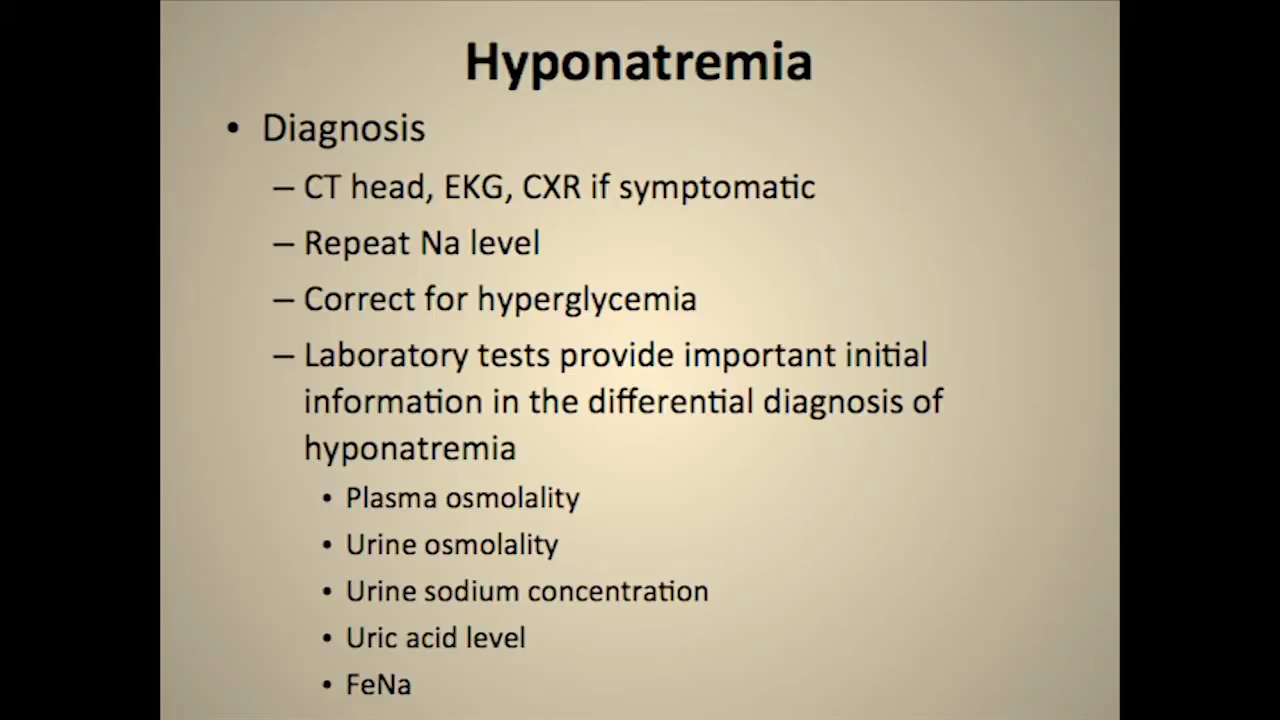 Hyponatremia
• Diagnosis
– CT head, EKG, CXR if symptomatic
– Repeat Na level
– Correct for hyperglycemia
– Laboratory tests provide important initial
information in the differential diagnosis of
hyponatremia
• Plasma osmolality
• Urine osmolality
• Urine sodium concentration
• Uric acid level
• FeNa